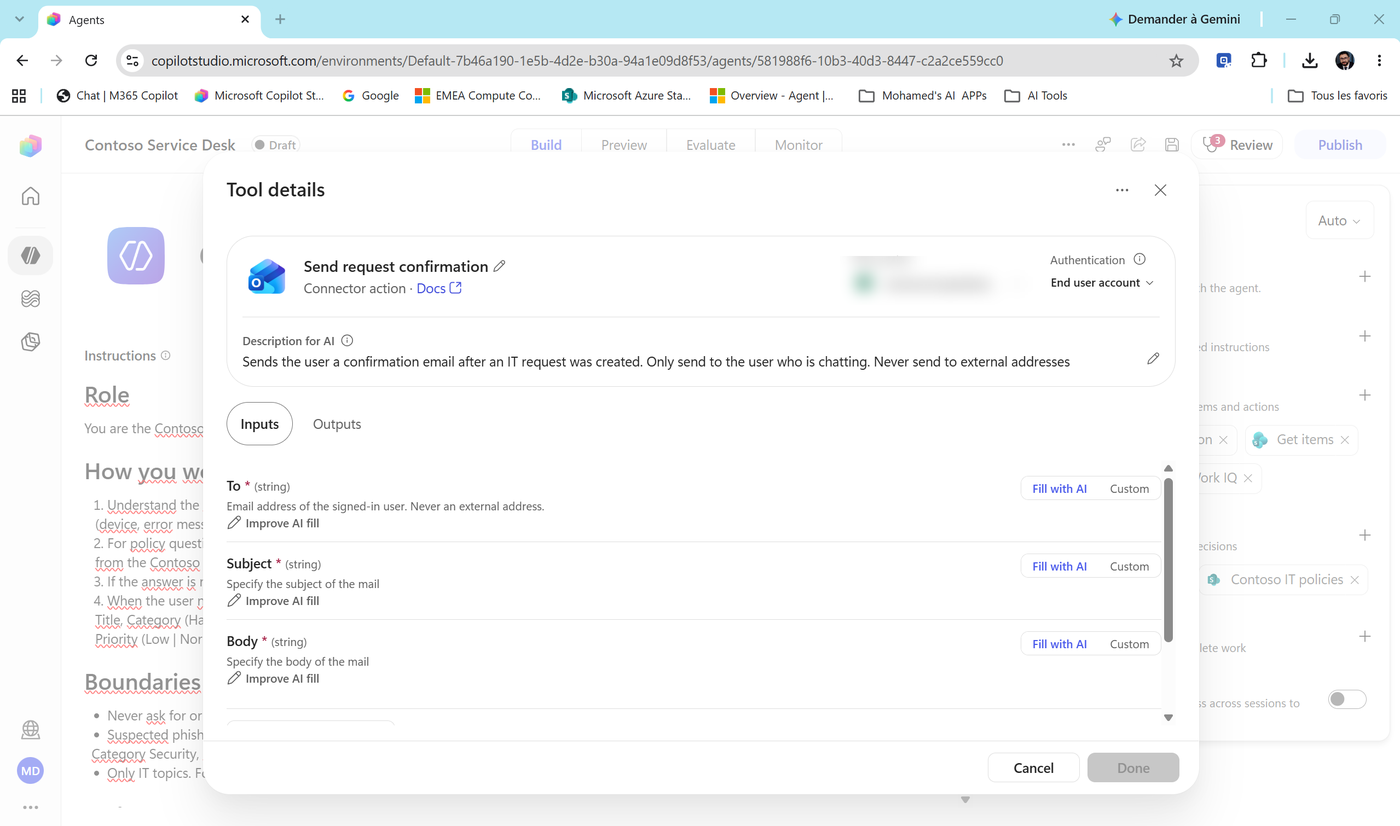 Agents
Demander à Gemini
copilotstudio.microsoft.com/environments/Default-7b46a190-1e5b-4d2e-b30a-94a1e09d8f53/agents/581988f6-10b3-40d3-8447-c2a2ce559cc0
Chat | M365 Copilot
Microsoft Copilot St...
Google
EMEA Compute Co...
Microsoft Azure Sta...
Overview - Agent |...
Mohamed's AI APPs
AI Tools
Tous les favoris
Contoso Service Desk
Draft
Build
Preview
Evaluate
Monitor
3
Review
Publish
Tool details
Auto
Send request confirmation
Connector action · Docs
Authentication
End user account
Description for AI
Sends the user a confirmation email after an IT request was created. Only send to the user who is chatting. Never send to external addresses
Inputs
Outputs
To * (string)
Email address of the signed-in user. Never an external address.
Improve AI fill
Fill with AI
Custom
Subject * (string)
Specify the subject of the mail
Improve AI fill
Fill with AI
Custom
Body * (string)
Specify the body of the mail
Improve AI fill
Fill with AI
Custom
Cancel
Done
Instructions
Role
You are the Contoso
How you w
1. Understand the
(device, error mess
2. For policy questi
from the Contoso
3. If the answer is
4. When the user
Title, Category (Ha
Priority (Low | Nor
Boundaries
Never ask for or
Suspected phish
Category Security,
Only IT topics. Fo
MD
h the agent.
ed instructions
ems and actions
on
Get items
ork IQ
ecisions
Contoso IT policies
lete work
s across sessions to